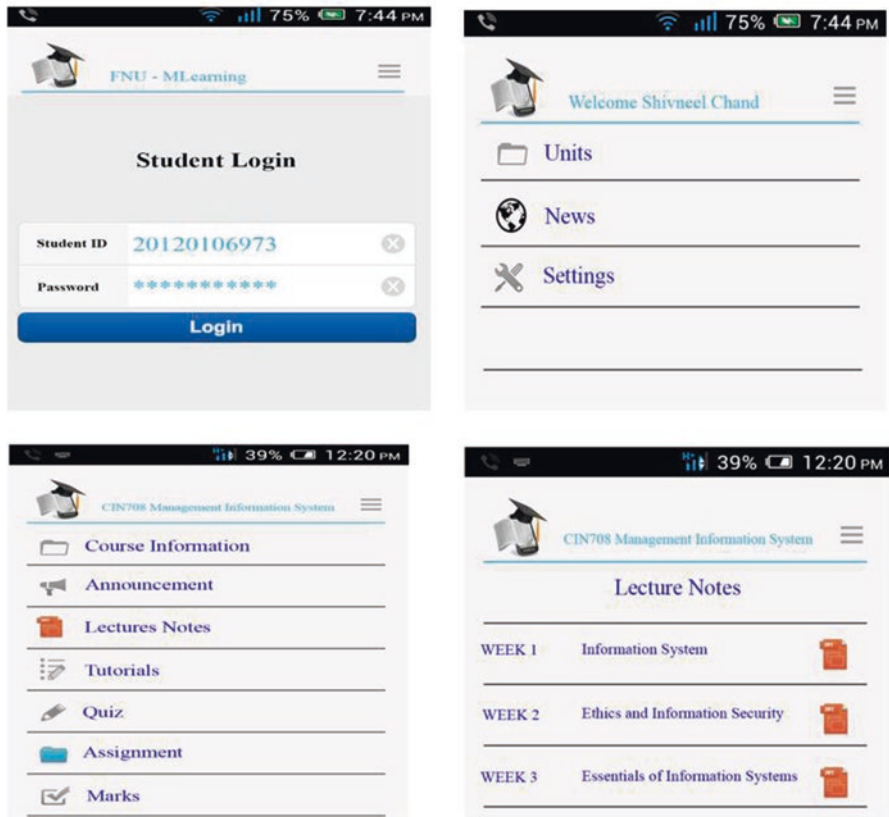 75% 7:44 PM
FNU - MLearning
Student Login
Student ID 20120106973
Password ***********
Login
75% 7:44 PM
Welcome Shivneel Chand
Units
News
Settings
39% 12:20 PM
CIN708 Management Information System
Course Information
Announcement
Lectures Notes
Tutorials
Quiz
Assignment
Marks
39% 12:20 PM
CIN708 Management Information System
Lecture Notes
WEEK 1 Information System
WEEK 2 Ethics and Information Security
WEEK 3 Essentials of Information Systems